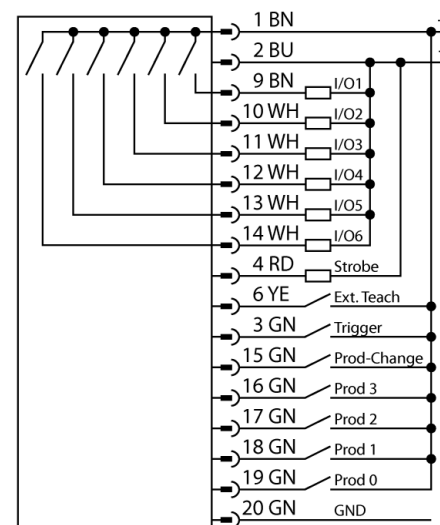 1 BN
2 BU
9 BN I/O1
10 WH I/O2
11 WH I/O3
12 WH I/O4
13 WH I/O5
14 WH I/O6
4 RD Strobe
6 YE Ext. Teach
3 GN Trigger
15 GN Prod-Change
16 GN Prod 3
17 GN Prod 2
18 GN Prod 1
19 GN Prod 0
20 GN GND